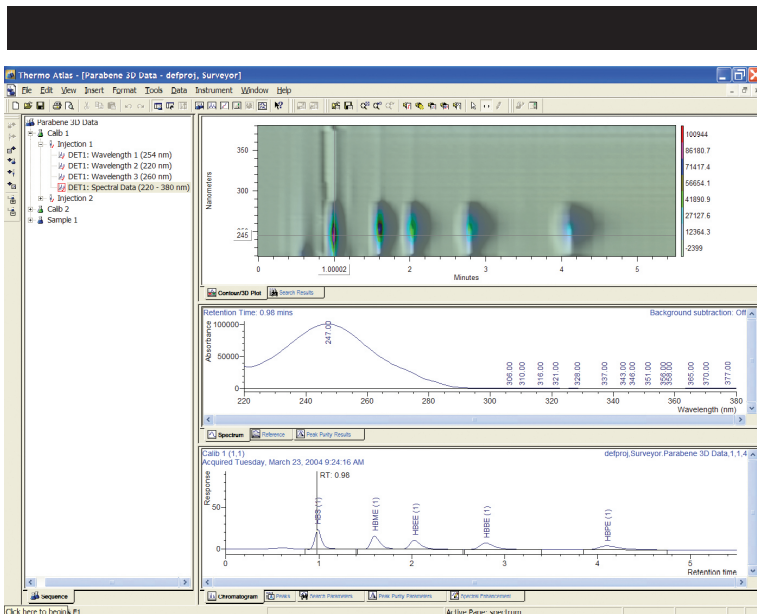 Thermo Atlas - [Parabene 3D Data - defproj, Surveyor]
File Edit View Insert Format Tools Data Instrument Window Help
Parabene 3D Data
Calib 1
Injection 1
DET1: Wavelength 1 (254 nm)
DET1: Wavelength 2 (220 nm)
DET1: Wavelength 3 (260 nm)
DET1: Spectral Data (220 - 380 nm)
Injection 2
Calib 2
Sample 1
Sequence
Nanometers
350
300
245
0 1.00002 2 3 4 5
Minutes
100944
86180.7
71417.4
56654.1
41890.9
27127.6
12364.3
-2399
Contour/3D Plot Search Results
Retention Time: 0.98 mins Background subtraction: Off
Absorbance
100000
50000
0
247.00 306.00 310.00 316.00 321.00 328.00 337.00 343.00 346.00 351.00 356.00 365.00 370.00 377.00
220 240 260 280 300 320 340 360 380
Wavelength (nm)
Spectrum Reference Peak Purity Results
Calib 1 (1,1) defproj,Surveyor.Parabene 3D Data,1,1,4
Acquired Tuesday, March 23, 2004 9:24:16 AM
RT: 0.98
Response
50
0
HBS (1) HBME (1) HBEE (1) HBBE (1) HBPE (1)
0 1 2 3 4 5
Retention time
Chromatogram Peaks Search Parameters Peak Purity Parameters Spectral Enhancement
Click here to begin F1 Active Pane: spectrum